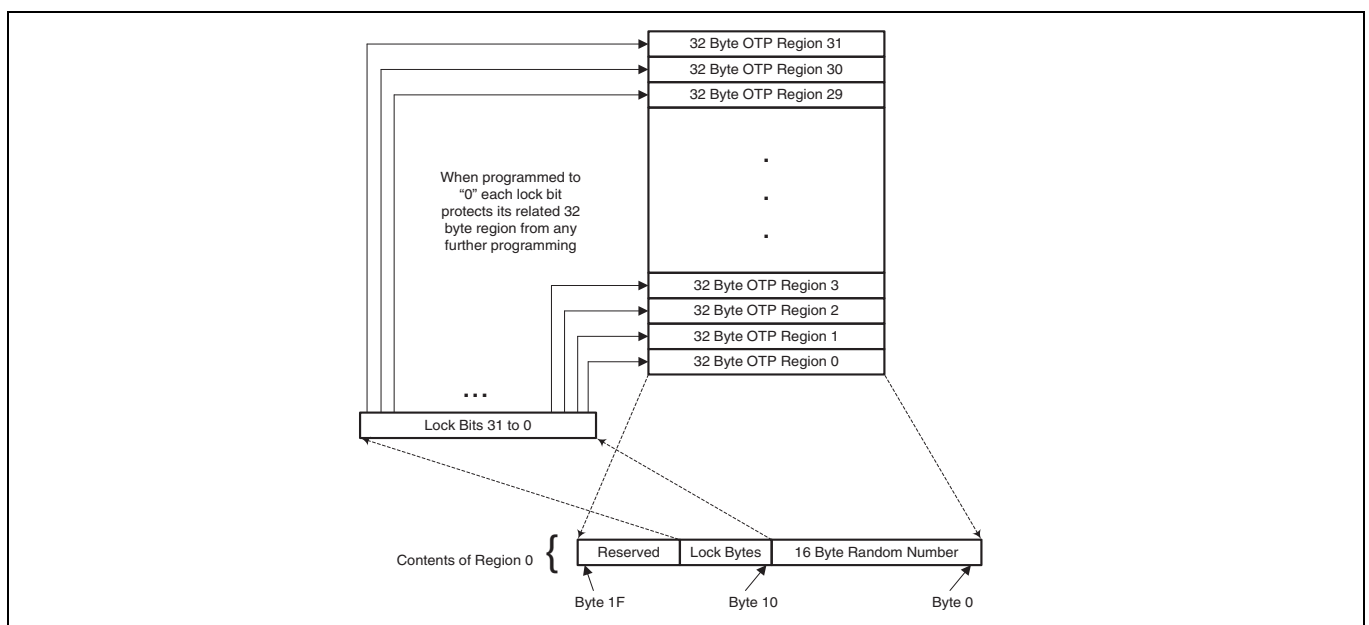 32 Byte OTP Region 31
32 Byte OTP Region 30
32 Byte OTP Region 29
.
.
.
When programmed to
“0” each lock bit
protects its related 32
byte region from any
further programming
32 Byte OTP Region 3
32 Byte OTP Region 2
32 Byte OTP Region 1
32 Byte OTP Region 0
...
Lock Bits 31 to 0
Contents of Region 0 {
Reserved
Lock Bytes
16 Byte Random Number
Byte 1F
Byte 10
Byte 0